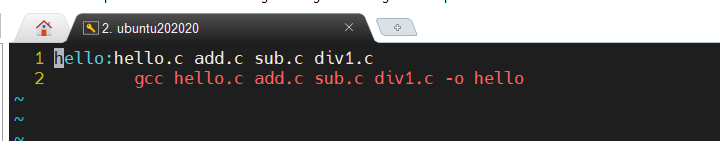 2. ubuntu202020
1 hello:hello.c add.c sub.c div1.c
2 gcc hello.c add.c sub.c div1.c -o hello
~
~
~